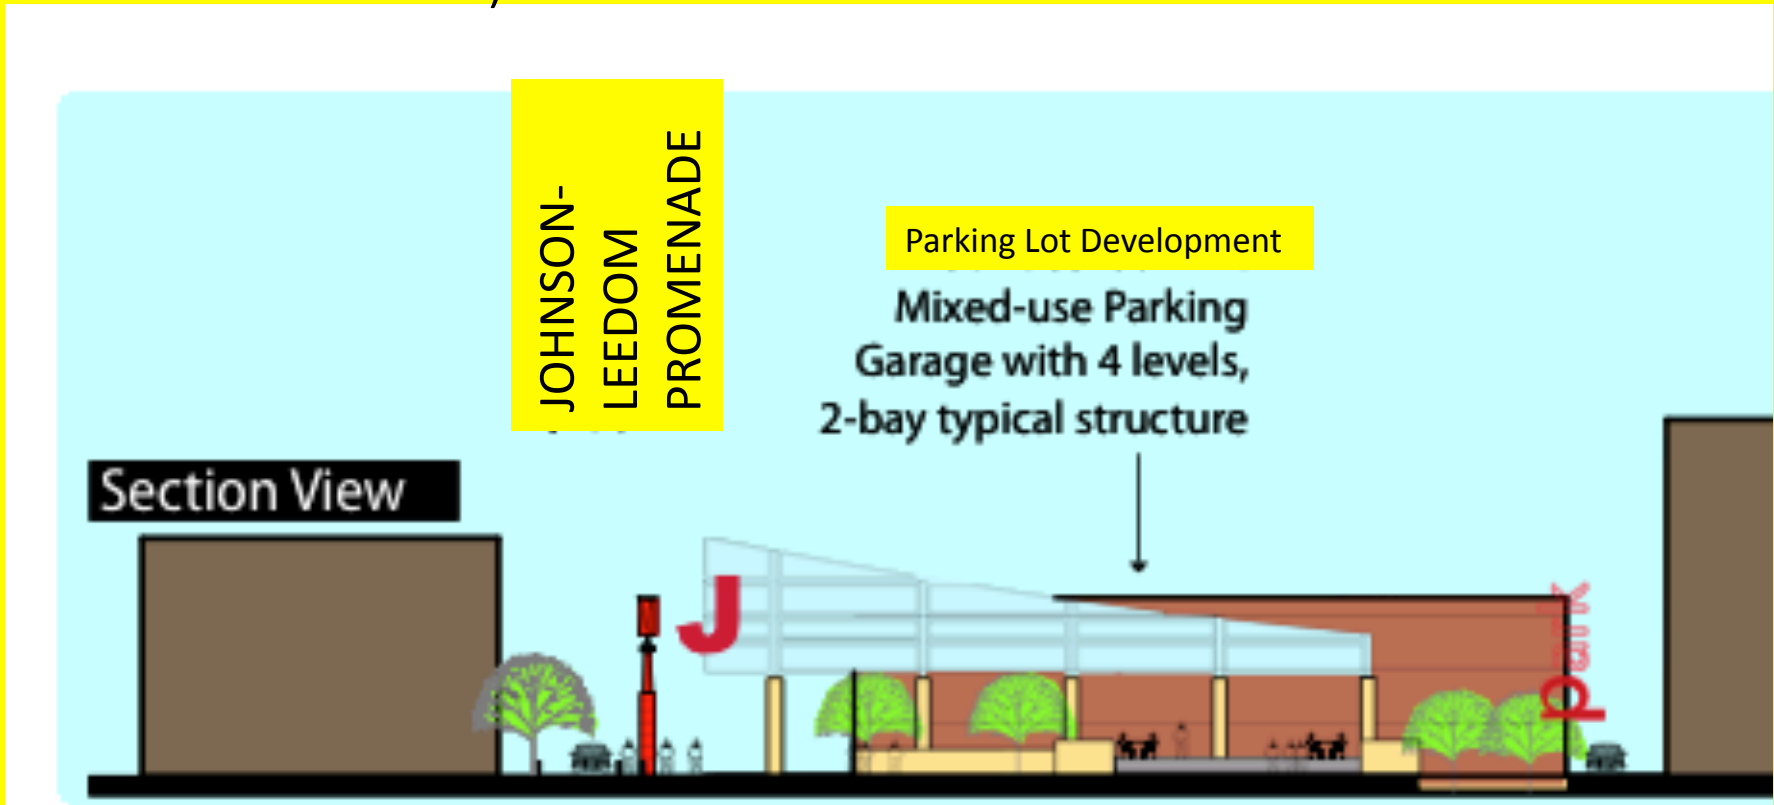 JOHNSON-
LEEDOM
PROMENADE
Parking Lot Development
Mixed-use Parking
Garage with 4 levels,
2-bay typical structure
Section View
J
park